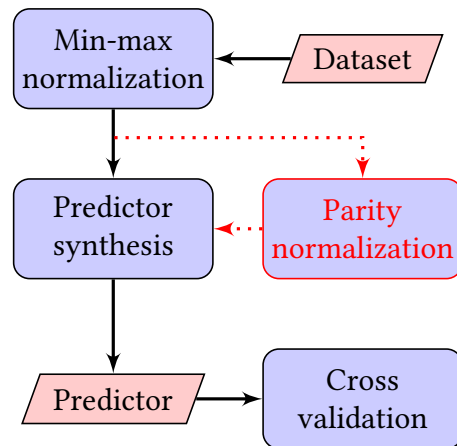 Min-max
normalization
Dataset
Predictor
synthesis
Parity
normalization
Predictor
Cross
validation